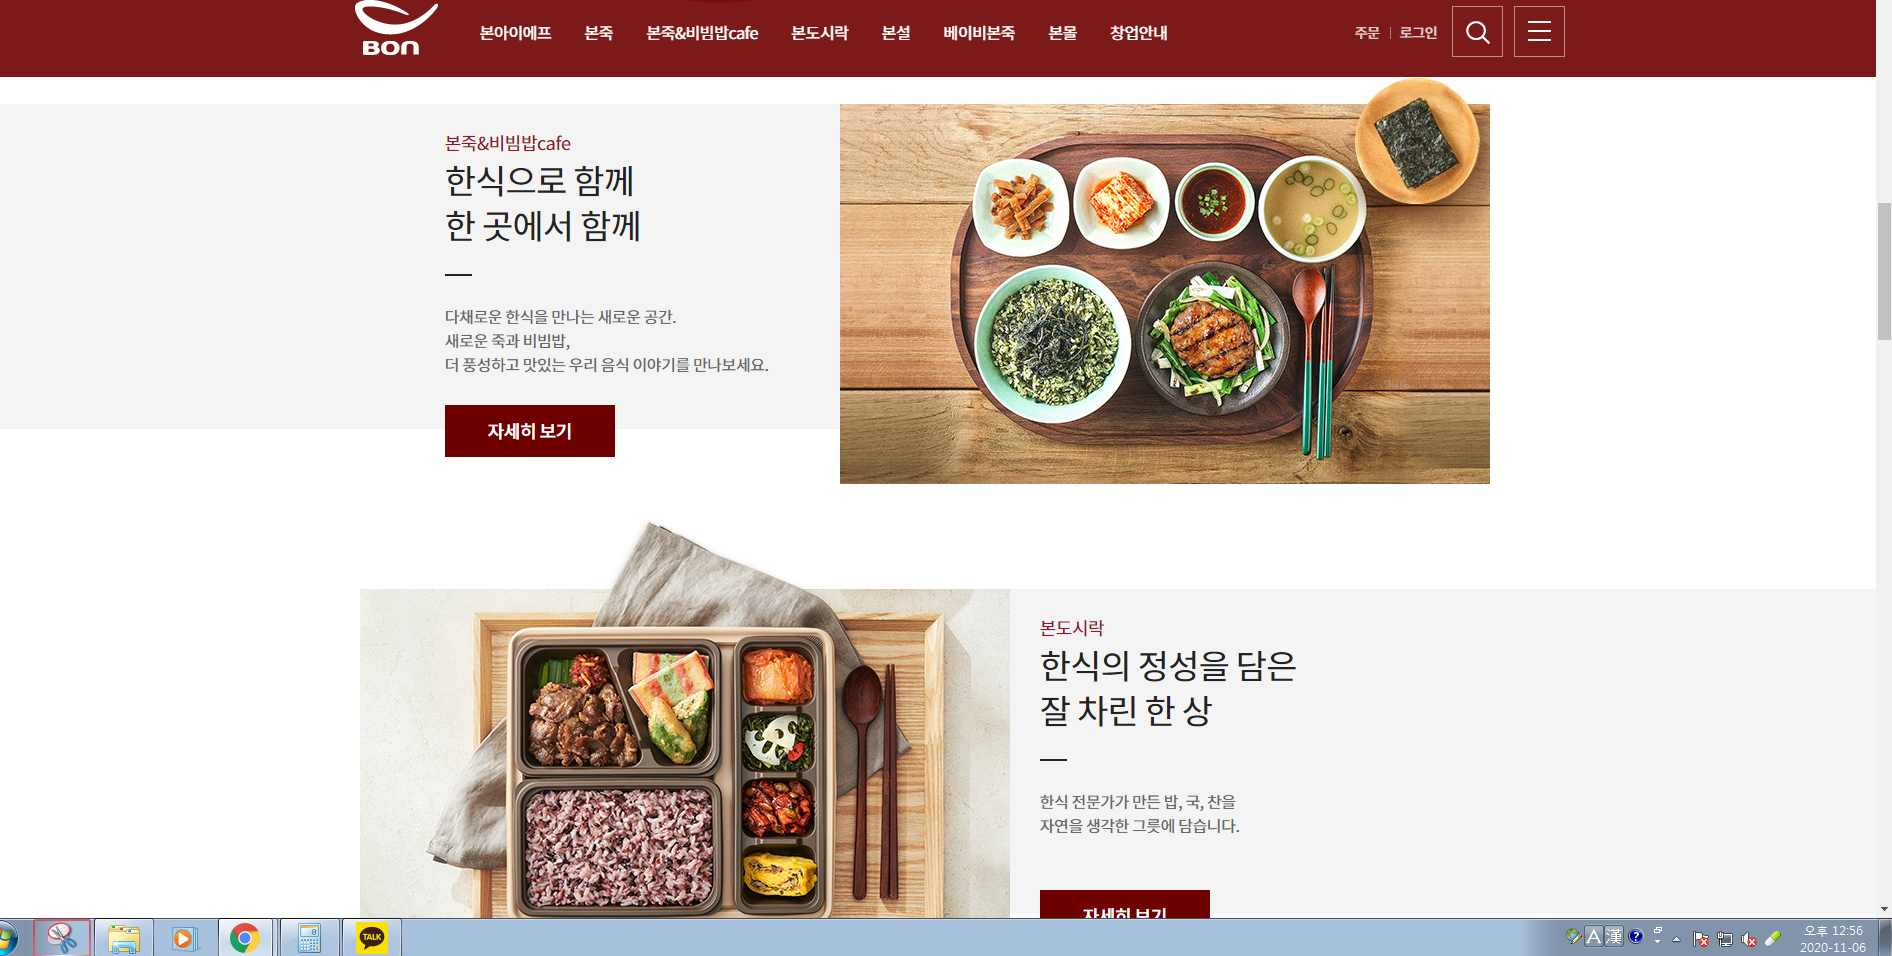 BON
본아이에프 본죽 본죽&비빔밥cafe 본도시락 본설 베이비본죽 본몰 창업안내
주문 | 로그인
본죽&비빔밥cafe
한식으로 함께
한 곳에서 함께
다채로운 한식을 만나는 새로운 공간.
새로운 죽과 비빔밥,
더 풍성하고 맛있는 우리 음식 이야기를 만나보세요.
자세히 보기
본도시락
한식의 정성을 담은
잘 차린 한 상
한식 전문가가 만든 밥, 국, 찬을
자연을 생각한 그릇에 담습니다.
자세히 보기
TALK
A 漢 ?
오후 12:56
2020-11-06